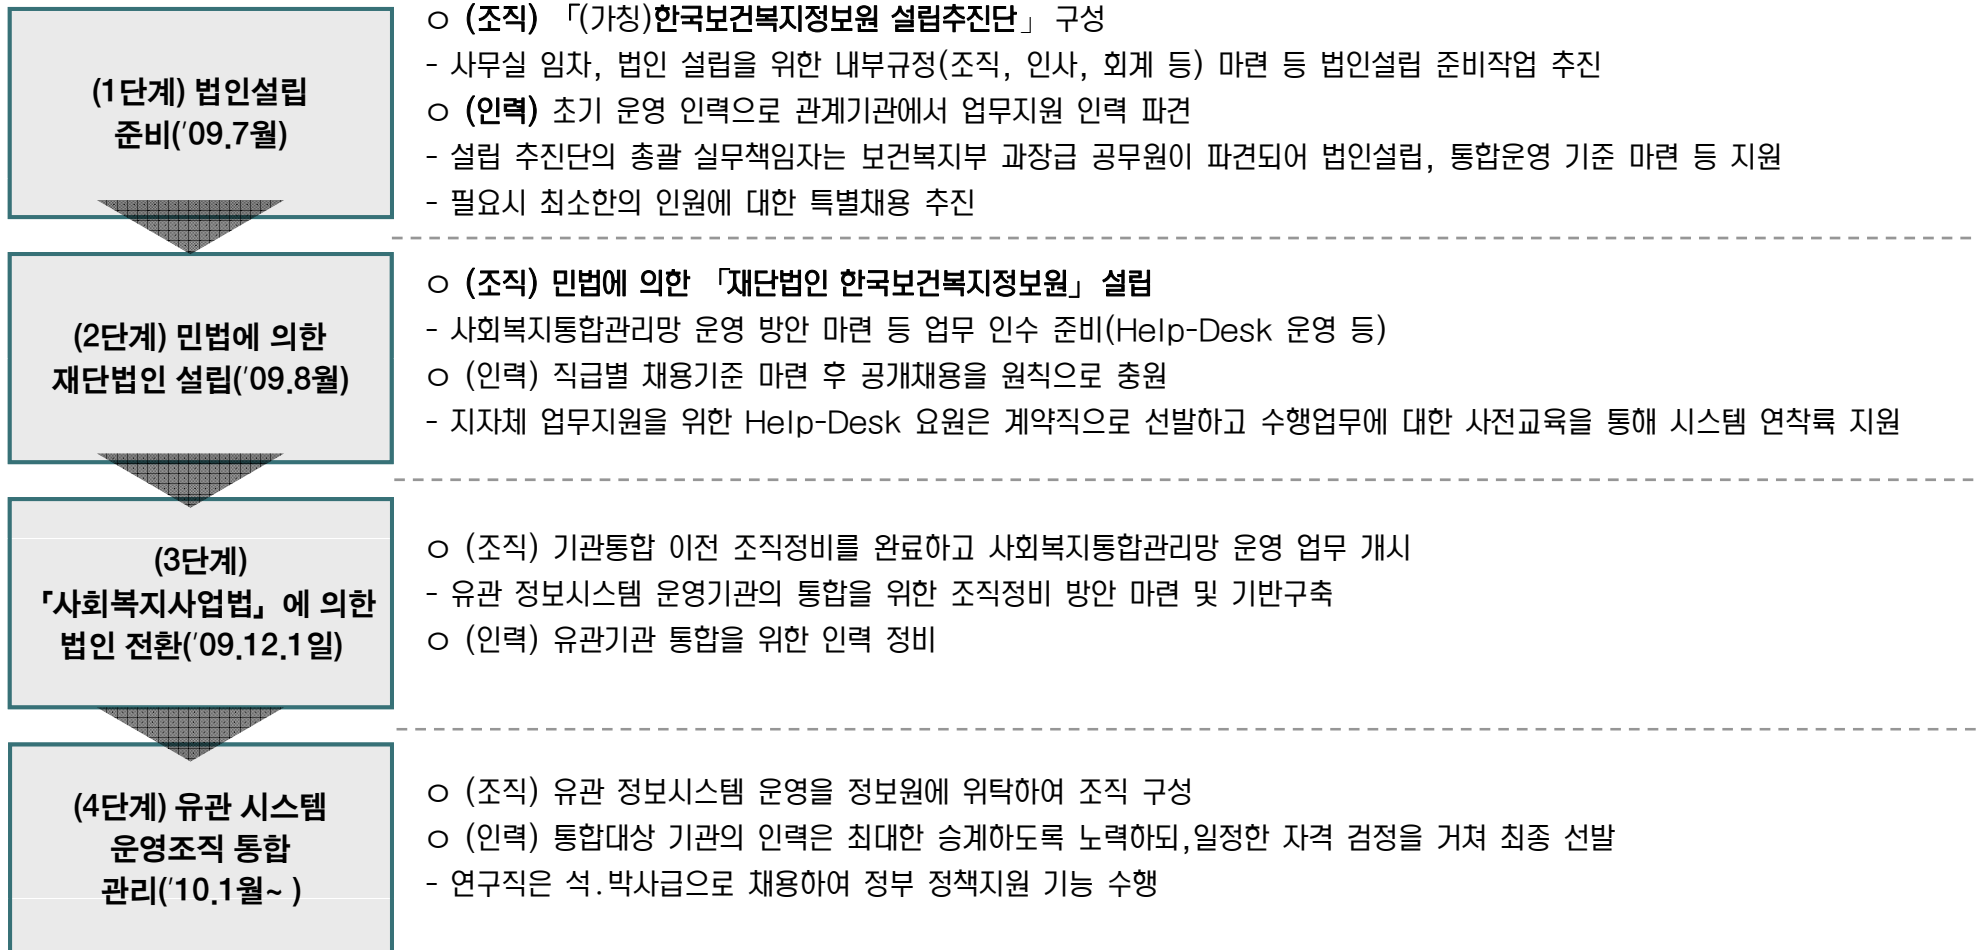 (1단계) 법인설립
준비('09.7월)
ㅇ (조직) 「(가칭)한국보건복지정보원 설립추진단」 구성
- 사무실 임차, 법인 설립을 위한 내부규정(조직, 인사, 회계 등) 마련 등 법인설립 준비작업 추진
ㅇ (인력) 초기 운영 인력으로 관계기관에서 업무지원 인력 파견
- 설립 추진단의 총괄 실무책임자는 보건복지부 과장급 공무원이 파견되어 법인설립, 통합운영 기준 마련 등 지원
- 필요시 최소한의 인원에 대한 특별채용 추진
(2단계) 민법에 의한
재단법인 설립('09.8월)
ㅇ (조직) 민법에 의한 「재단법인 한국보건복지정보원」 설립
- 사회복지통합관리망 운영 방안 마련 등 업무 인수 준비(Help-Desk 운영 등)
ㅇ (인력) 직급별 채용기준 마련 후 공개채용을 원칙으로 충원
- 지자체 업무지원을 위한 Help-Desk 요원은 계약직으로 선발하고 수행업무에 대한 사전교육을 통해 시스템 연착륙 지원
(3단계)
「사회복지사업법」에 의한
법인 전환('09.12.1일)
ㅇ (조직) 기관통합 이전 조직정비를 완료하고 사회복지통합관리망 운영 업무 개시
- 유관 정보시스템 운영기관의 통합을 위한 조직정비 방안 마련 및 기반구축
ㅇ (인력) 유관기관 통합을 위한 인력 정비
(4단계) 유관 시스템
운영조직 통합
관리('10.1월~ )
ㅇ (조직) 유관 정보시스템 운영을 정보원에 위탁하여 조직 구성
ㅇ (인력) 통합대상 기관의 인력은 최대한 승계하도록 노력하되,일정한 자격 검정을 거쳐 최종 선발
- 연구직은 석.박사급으로 채용하여 정부 정책지원 기능 수행